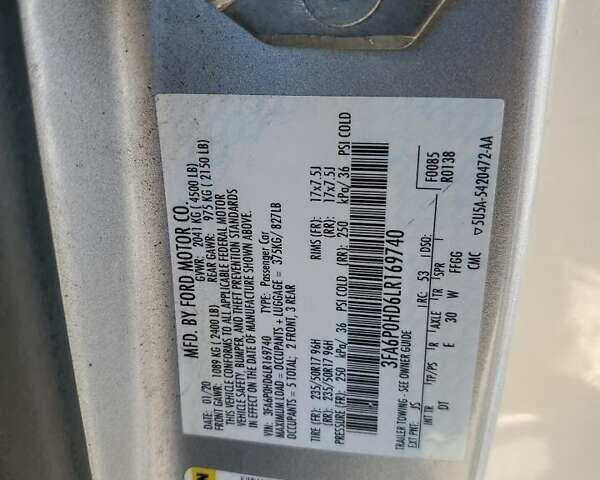 MFD. BY FORD MOTOR CO.
DATE: 01/20 GVWR: 2041 KG ( 4500 LB)
FRONT GAWR: 1089 KG ( 2400 LB) REAR GAWR: 975 KG ( 2150 LB)
THIS VEHICLE CONFORMS TO ALL APPLICABLE FEDERAL MOTOR
VEHICLE SAFETY, BUMPER, AND THEFT PREVENTION STANDARDS
IN EFFECT ON THE DATE OF MANUFACTURE SHOWN ABOVE.
VIN: 3FA6P0HD6LR169740 TYPE: Passenger Car
MAXIMUM LOAD = OCCUPANTS + LUGGAGE = 375KG/ 827LB
OCCUPANTS = 5 TOTAL: 2 FRONT, 3 REAR
TIRE (FR): 235/50R17 96H RIMS (FR): 17x7.5J
(RR): 235/50R17 96H (RR): 17x7.5J
PRESSURE (FR): 250 kPa/ 36 PSI COLD (RR): 250 kPa/ 36 PSI COLD
3FA6P0HD6LR169740
TRAILER TOWING - SEE OWNER GUIDE
F0085
R0138
EXT PNT: JS RC: 53 DSO:
INT TR TP/PS R AXLE TR SPR
DT E 30 W FFGG
CMC 5U5A-5420472-AA